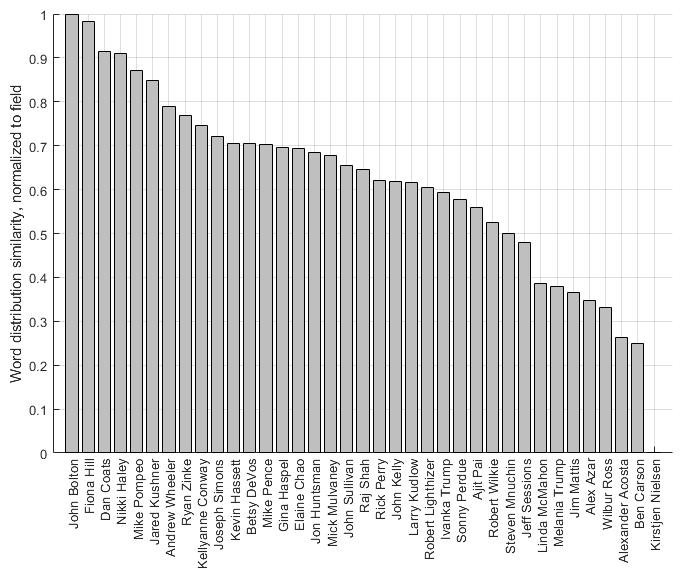 Word distribution similarity, normalized to field
1
0.9
0.8
0.7
0.6
0.5
0.4
0.3
0.2
0.1
0
John Bolton
Fiona Hill
Dan Coats
Nikki Haley
Mike Pompeo
Jared Kushner
Andrew Wheeler
Ryan Zinke
Kellyanne Conway
Joseph Simons
Kevin Hassett
Betsy DeVos
Mike Pence
Gina Haspel
Elaine Chao
Jon Huntsman
Mick Mulvaney
John Sullivan
Raj Shah
Rick Perry
John Kelly
Larry Kudlow
Robert Lighthizer
Ivanka Trump
Sonny Perdue
Ajit Pai
Robert Wilkie
Steven Mnuchin
Jeff Sessions
Linda McMahon
Melania Trump
Jim Mattis
Alex Azar
Wilbur Ross
Alexander Acosta
Ben Carson
Kirstjen Nielsen